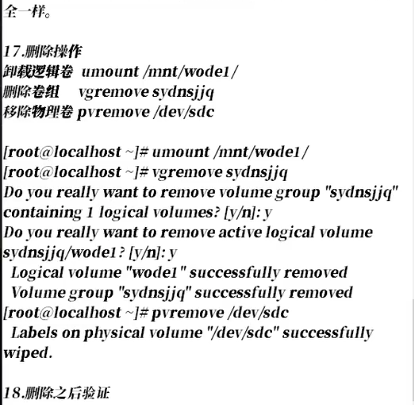 全一样。
17.删除操作
卸载逻辑卷 umount /mnt/wode1/
删除卷组 vgremove sydnsjjq
移除物理卷 pvremove /dev/sdc
[root@localhost ~]# umount /mnt/wode1/
[root@localhost ~]# vgremove sydnsjjq
Do you really want to remove volume group "sydnsjjq"
containing 1 logical volumes? [y/n]: y
Do you really want to remove active logical volume
sydnsjjq/wode1? [y/n]: y
Logical volume "wode1" successfully removed
Volume group "sydnsjjq" successfully removed
[root@localhost ~]# pvremove /dev/sdc
Labels on physical volume "/dev/sdc" successfully
wiped.
18.删除之后验证